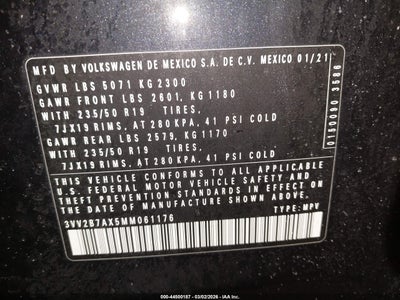 MFD BY VOLKSWAGEN DE MEXICO S.A. DE C.V. MEXICO 01/21
GVWR LBS 5071 KG 2300
GAWR FRONT LBS 2601, KG 1180
WITH 235/50 R19 TIRES.
7JX19 RIMS, AT 280 KPA, 41 PSI COLD
GAWR REAR LBS 2579, KG 1170
WITH 235/50 R19 TIRES.
7JX19 RIMS, AT 280 KPA, 41 PSI COLD
THIS VEHICLE CONFORMS TO ALL APPLICABLE
U.S. FEDERAL MOTOR VEHICLE SAFETY AND
THEFT PREVENTION STANDARDS IN EFFECT ON
THE DATE OF MANUFACTURE SHOWN ABOVE.
3VV2B7AX5MM061176
TYPE: MPV
000-44500187 - 03/02/2026 - IAA Inc.